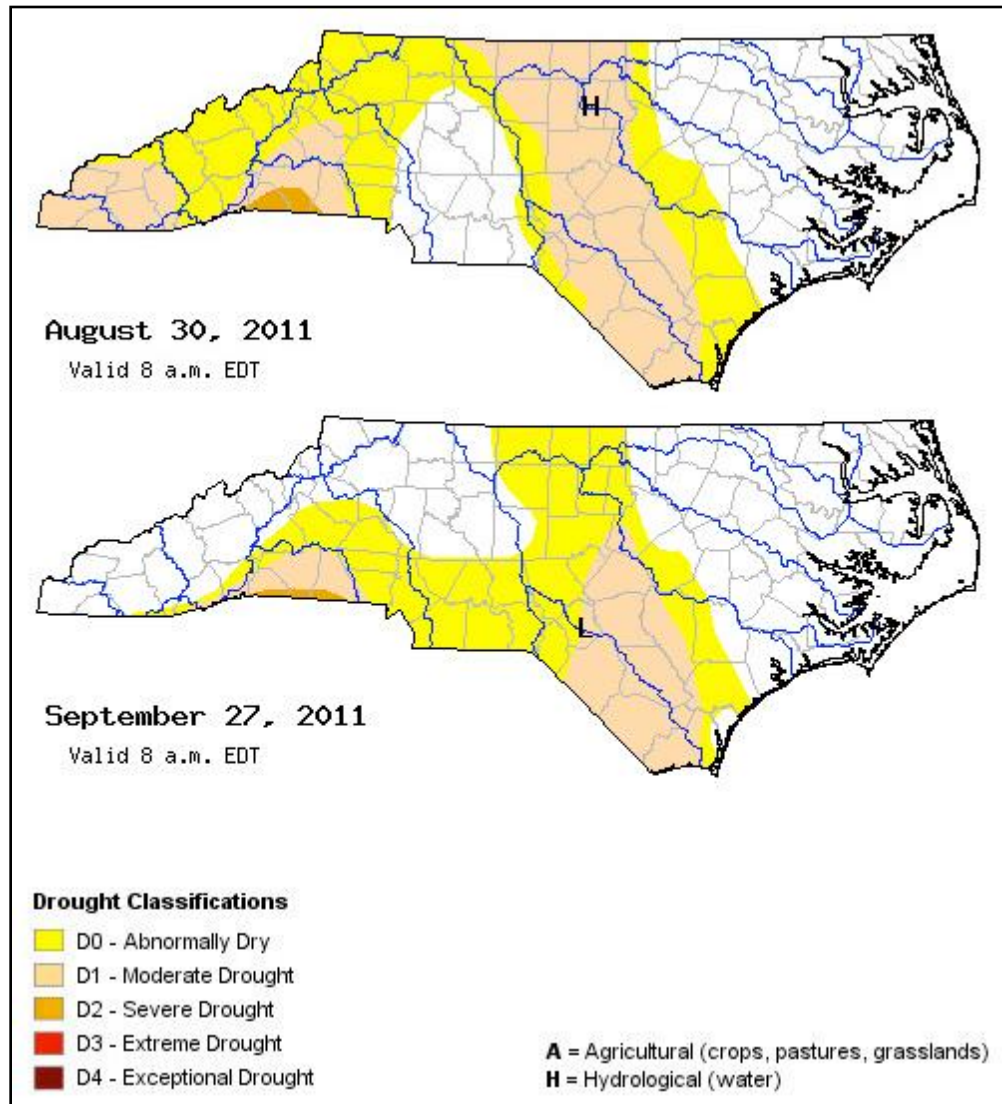 H
August 30, 2011
Valid 8 a.m. EDT
L
September 27, 2011
Valid 8 a.m. EDT
Drought Classifications
D0 - Abnormally Dry
D1 - Moderate Drought
D2 - Severe Drought
D3 - Extreme Drought
D4 - Exceptional Drought
A = Agricultural (crops, pastures, grasslands)
H = Hydrological (water)